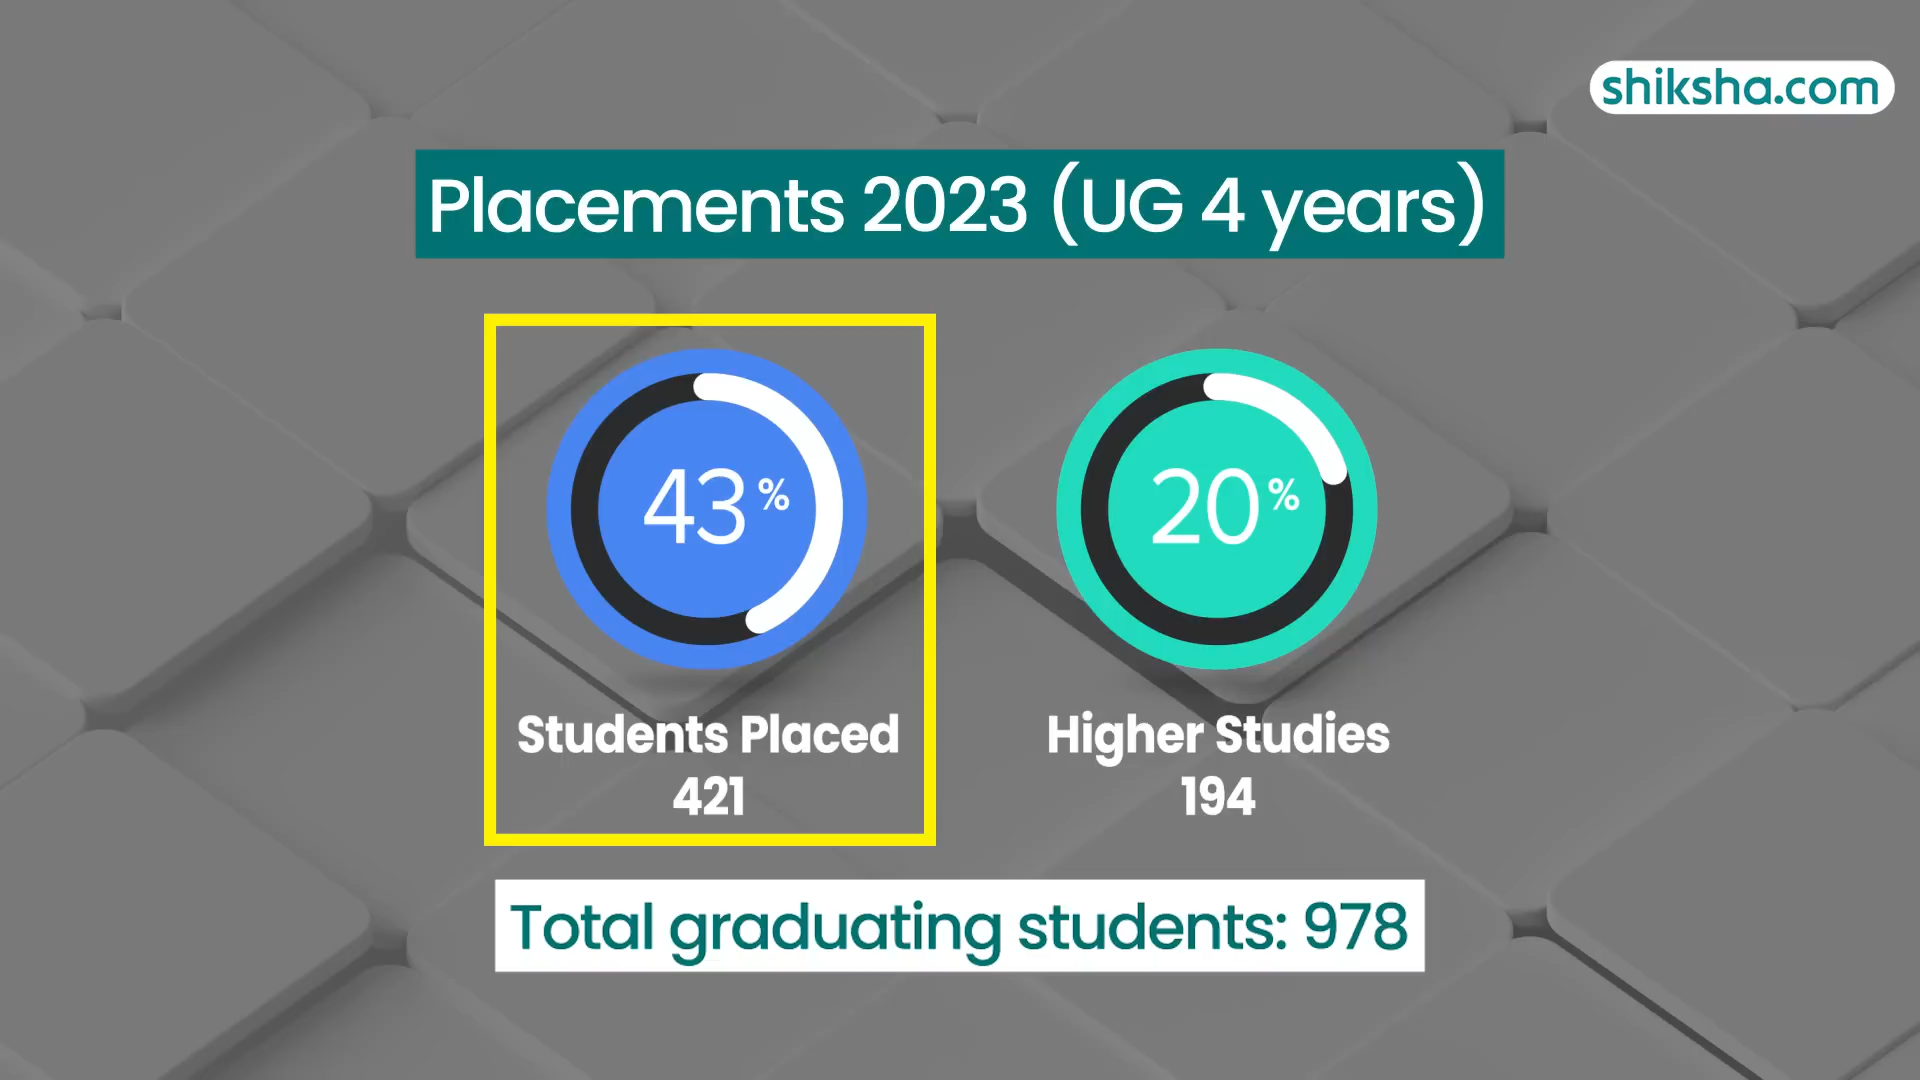 shiksha.com
Placements 2023 (UG 4 years)
43%
20%
Students Placed
421
Higher Studies
194
Total graduating students: 978